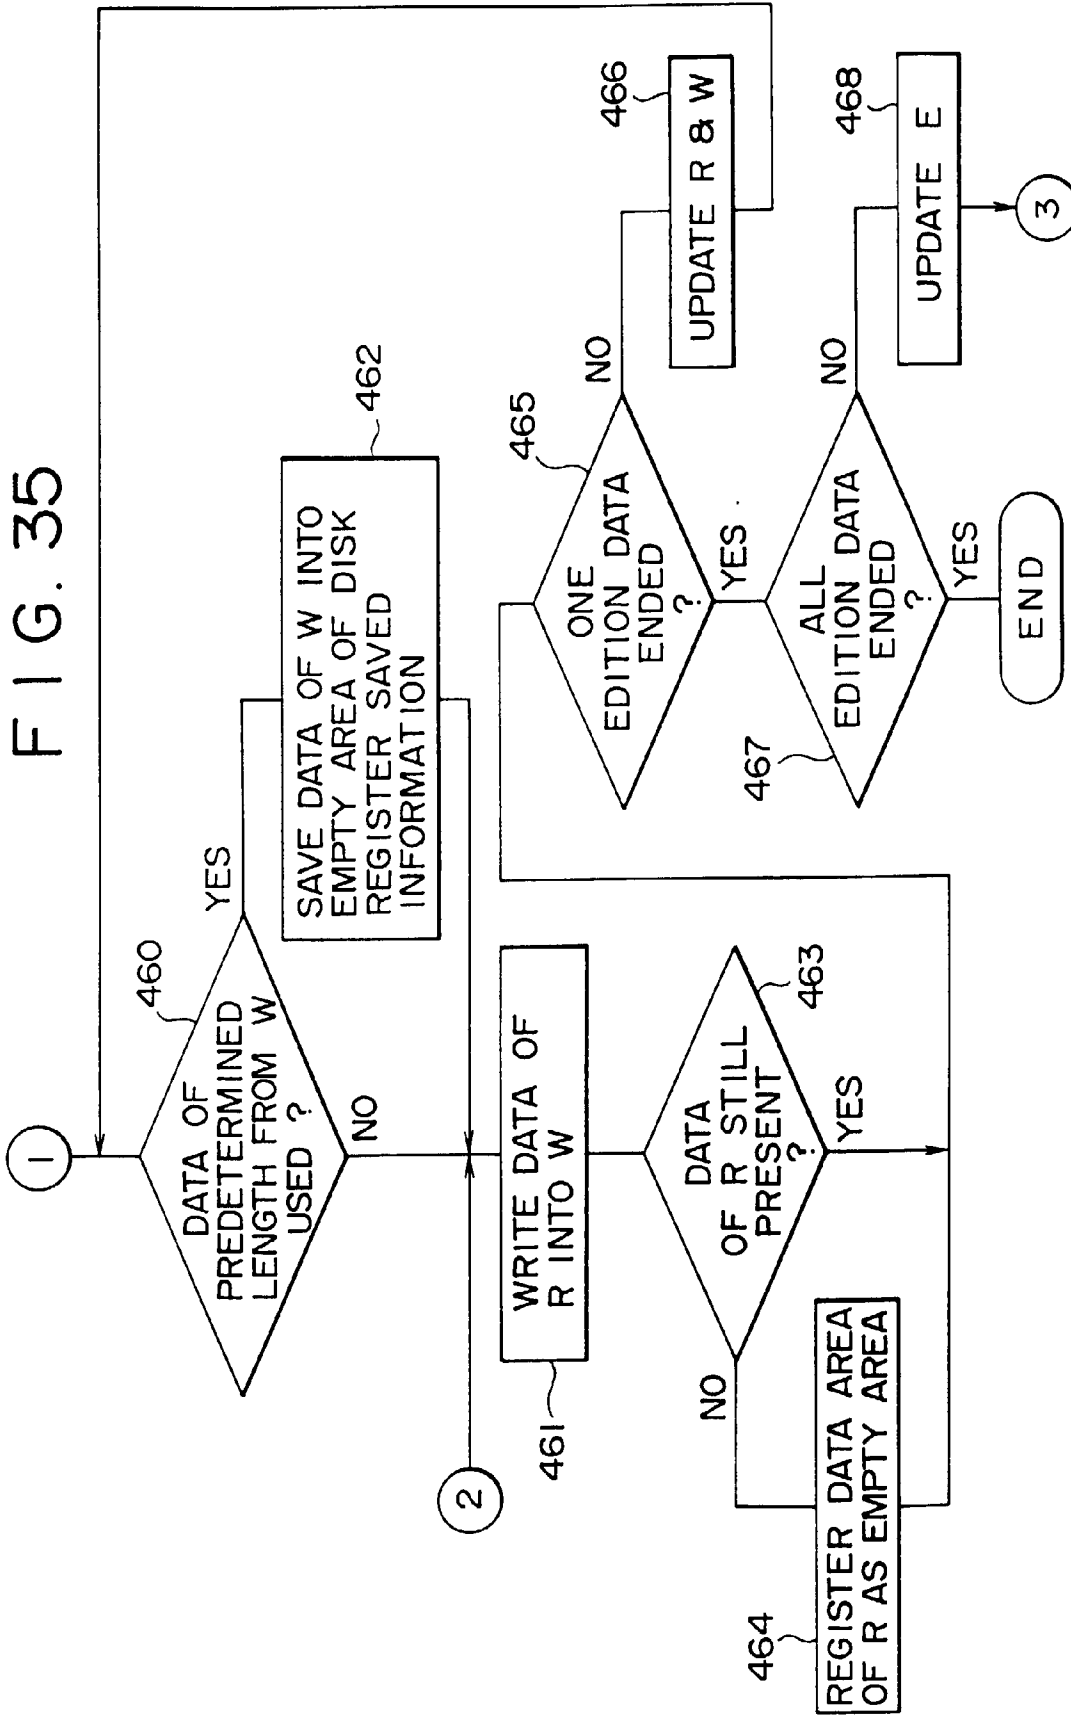 FIG. 35
1
460
DATA OF
PREDETERMINED
LENGTH FROM W
USED ?
YES
NO
SAVE DATA OF W INTO
EMPTY AREA OF DISK
REGISTER SAVED
INFORMATION
462
2
461
WRITE DATA OF
R INTO W
463
DATA
OF R STILL
PRESENT
?
NO
YES
464
REGISTER DATA AREA
OF R AS EMPTY AREA
465
ONE
EDITION DATA
ENDED
?
NO
YES
466
UPDATE R & W
467
ALL
EDITION DATA
ENDED
?
NO
YES
468
UPDATE E
3
END